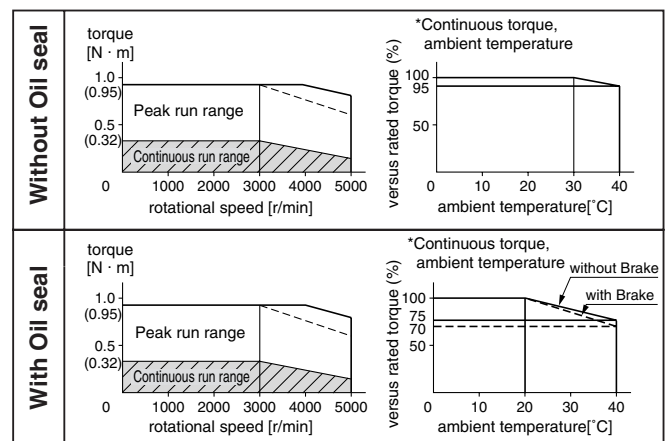 Without Oil seal
torque
[N · m]
1.0
(0.95)
Peak run range
0.5
(0.32)
Continuous run range
0 1000 2000 3000 4000 5000
rotational speed [r/min]
*Continuous torque,
ambient temperature
versus rated torque (%)
100
95
50
0 10 20 30 40
ambient temperature[˚C]
With Oil seal
torque
[N · m]
1.0
(0.95)
Peak run range
0.5
(0.32)
Continuous run range
0 1000 2000 3000 4000 5000
rotational speed [r/min]
*Continuous torque,
ambient temperature
without Brake
with Brake
versus rated torque (%)
100
75
70
50
0 10 20 30 40
ambient temperature[˚C]